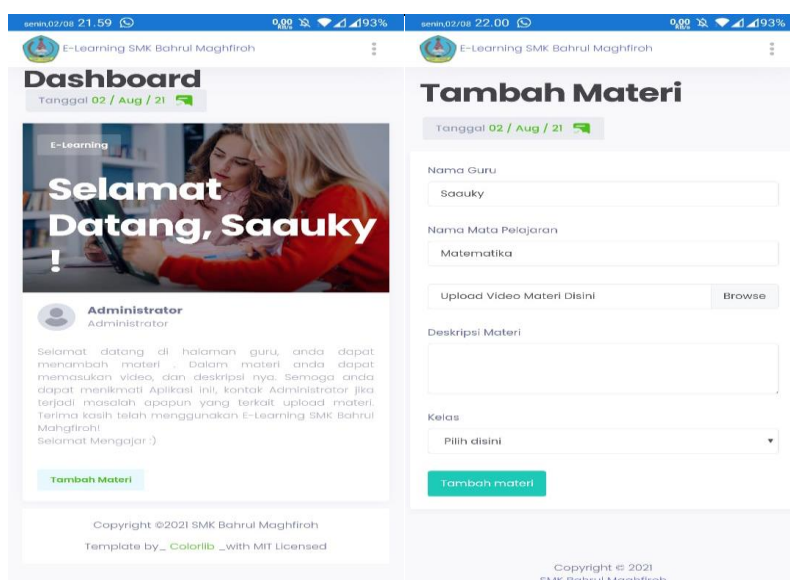 senin,02/08 21.59
0,00 KB/s 93%
E-Learning SMK Bahrul Maghfiroh
Dashboard
Tanggal 02 / Aug / 21
E-Learning
Selamat
Datang, Saauky
!
Administrator
Administrator
Selamat datang di halaman guru, anda dapat
menambah materi . Dalam materi anda dapat
memasukan video, dan deskripsi nya. Semoga anda
dapat menikmati Aplikasi ini!, kontak Administrator jika
terjadi masalah apapun yang terkait upload materi.
Terima kasih telah menggunakan E-Learning SMK Bahrul
Mahgfiroh!
Selamat Mengajar :)
Tambah Materi
Copyright ©2021 SMK Bahrul Maghfiroh
Template by_ Colorlib _with MIT Licensed
senin,02/08 22.00
0,00 KB/s 93%
E-Learning SMK Bahrul Maghfiroh
Tambah Materi
Tanggal 02 / Aug / 21
Nama Guru
Saauky
Nama Mata Pelajaran
Matematika
Upload Video Materi Disini
Browse
Deskripsi Materi
Kelas
Pilih disini
Tambah materi
Copyright © 2021
SMK Bahrul Maghfiroh